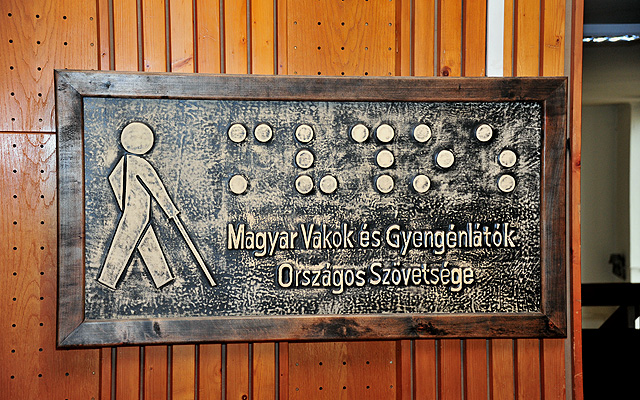 ⠍⠧⠹⠕⠱
Magyar Vakok és Gyengénlátók
Országos Szövetsége